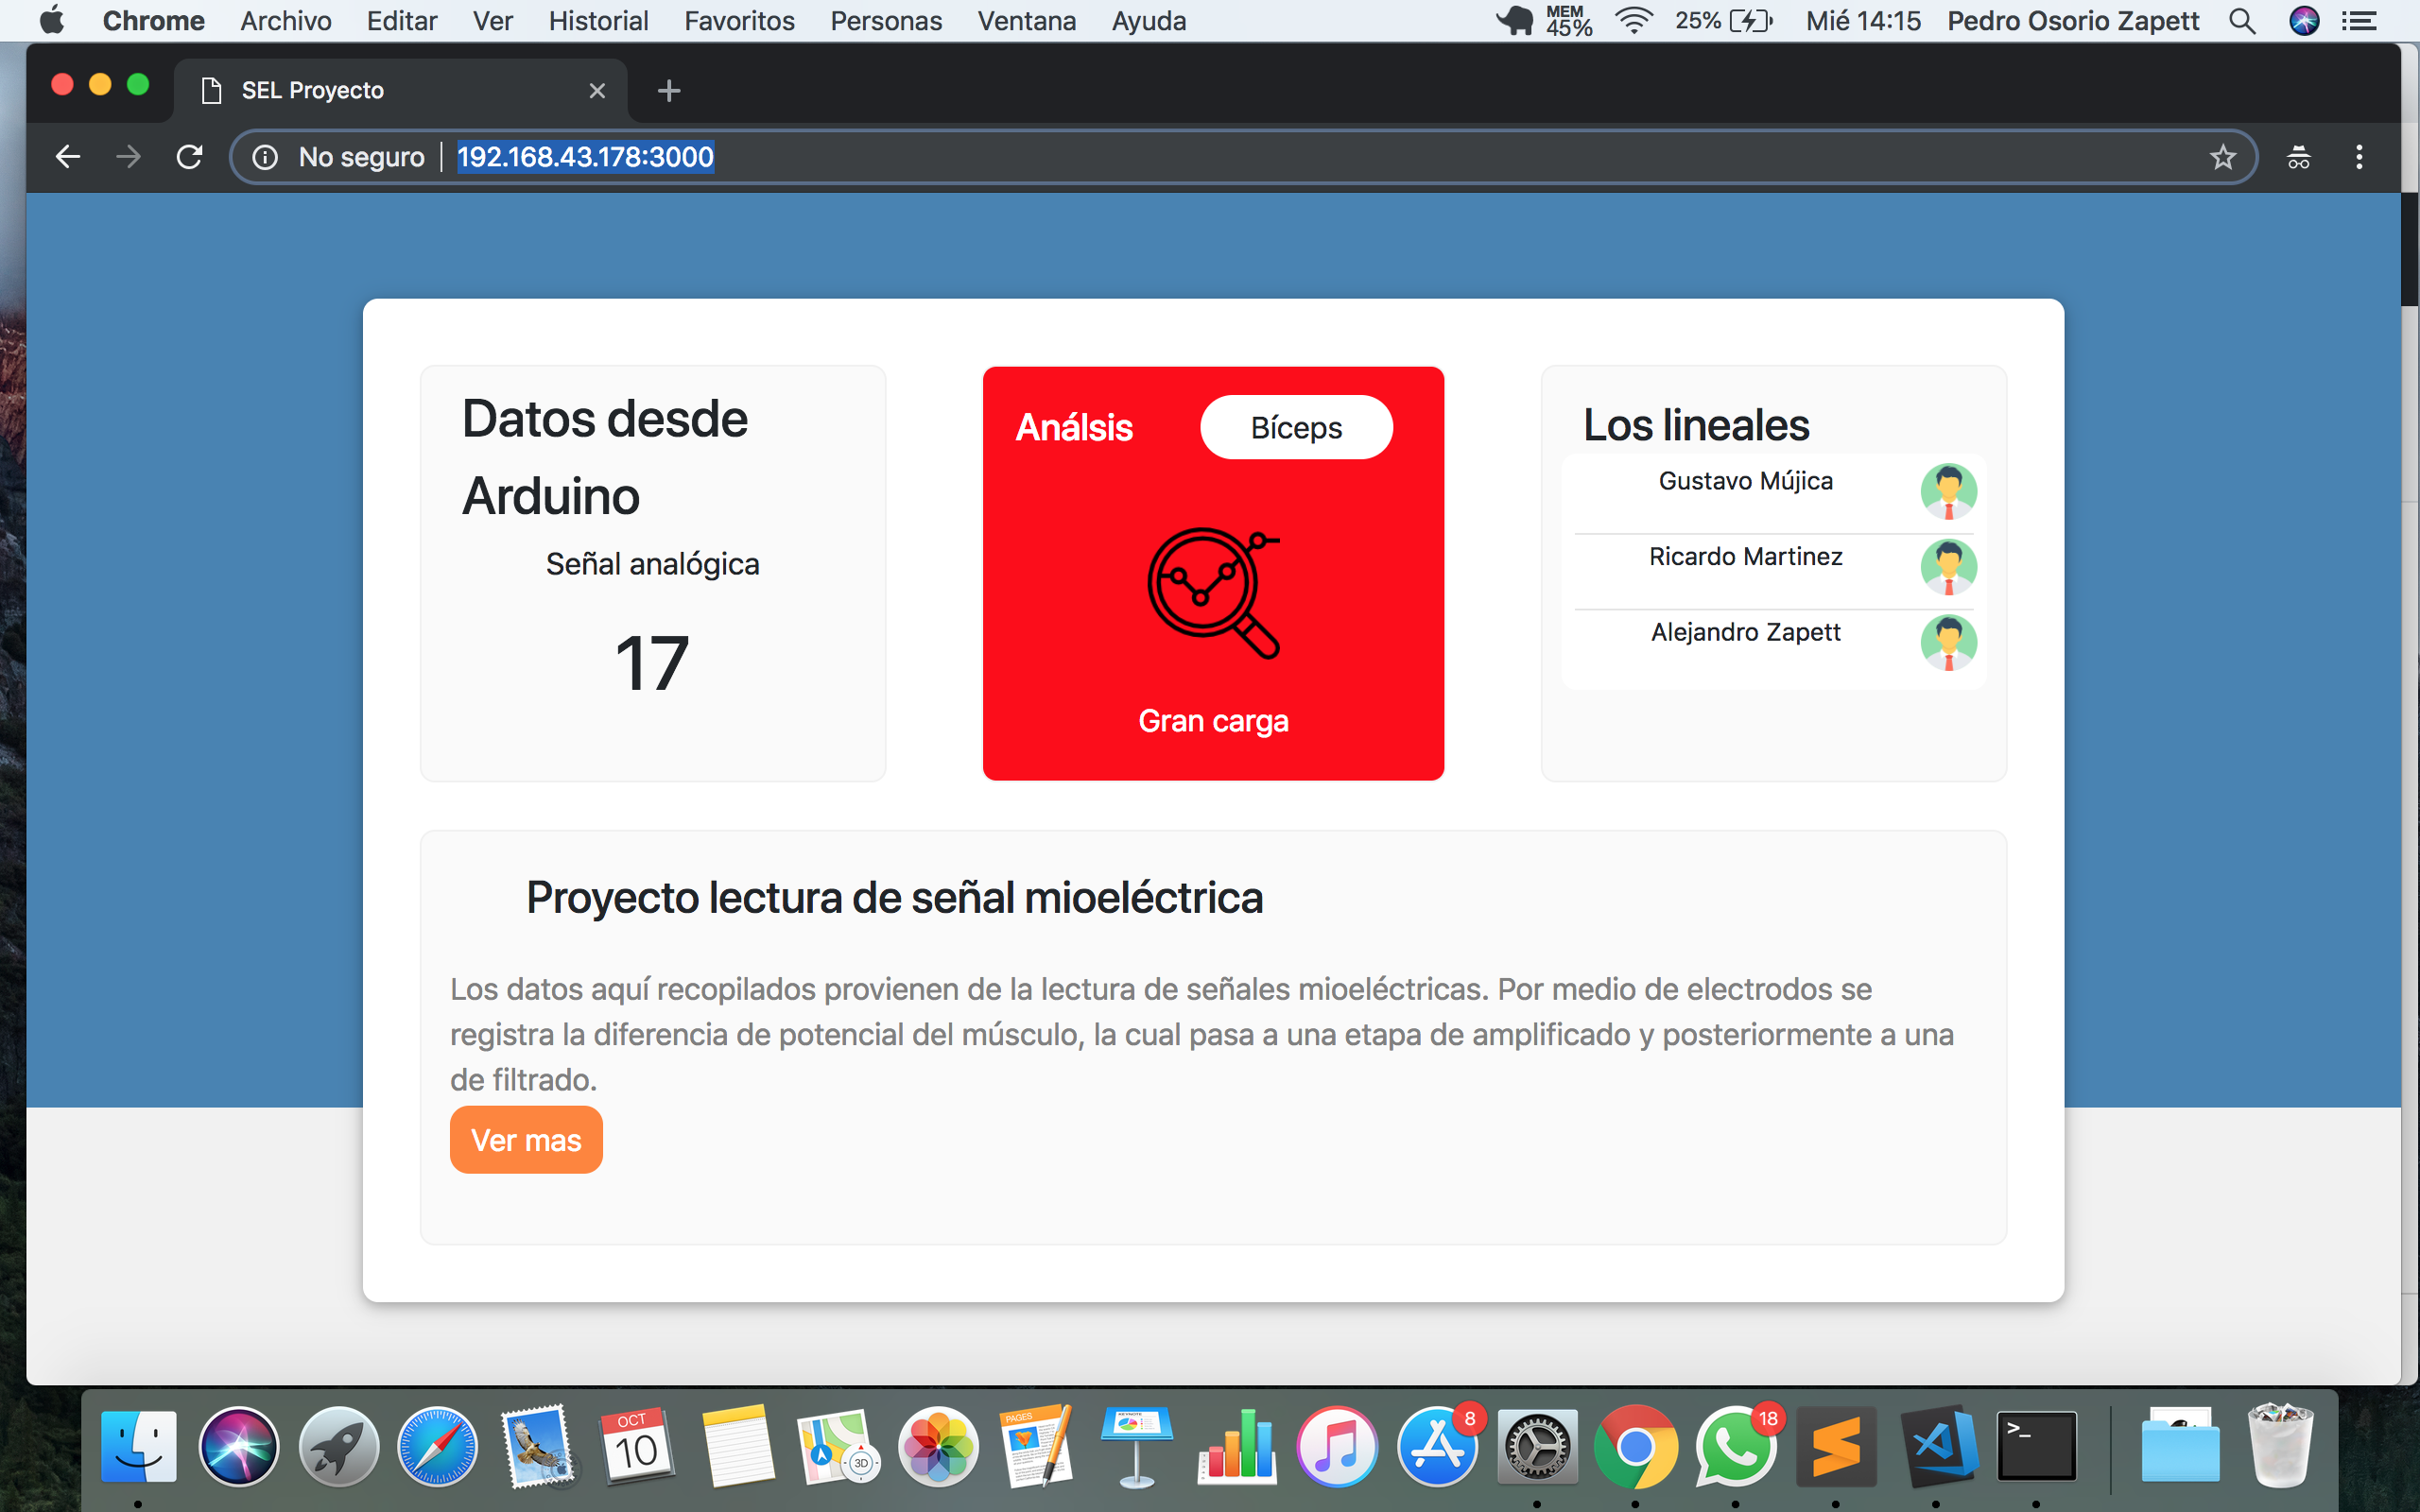 Chrome Archivo Editar Ver Historial Favoritos Personas Ventana Ayuda MEM 45% 25% Mié 14:15 Pedro Osorio Zapett
SEL Proyecto
No seguro 192.168.43.178:3000
Datos desde
Arduino
Señal analógica
17
Análsis Bíceps
Gran carga
Los lineales
Gustavo Mújica
Ricardo Martinez
Alejandro Zapett
Proyecto lectura de señal mioeléctrica
Los datos aquí recopilados provienen de la lectura de señales mioeléctricas. Por medio de electrodos se
registra la diferencia de potencial del músculo, la cual pasa a una etapa de amplificado y posteriormente a una
de filtrado.
Ver mas
OCT
10
3D
PAGES
KEYNOTE
8
18
>_